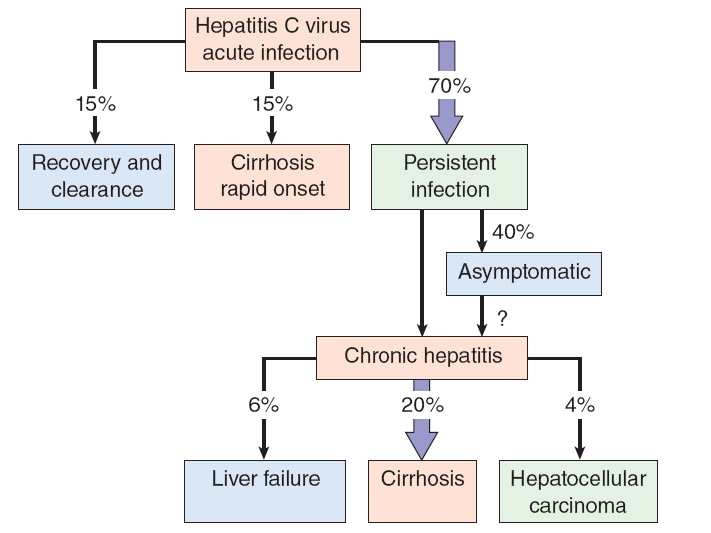 Hepatitis C virus
acute infection
15%
15%
70%
Recovery and
clearance
Cirrhosis
rapid onset
Persistent
infection
40%
Asymptomatic
?
Chronic hepatitis
6%
20%
4%
Liver failure
Cirrhosis
Hepatocellular
carcinoma